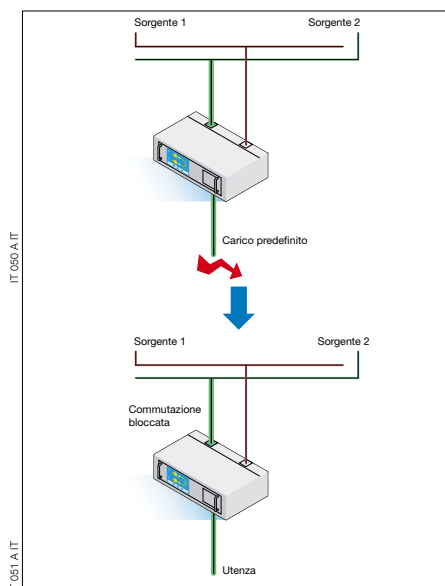 Sorgente 1
Sorgente 2
Carico predefinito
IT 050 A IT
Sorgente 1
Sorgente 2
Commutazione
bloccata
Utenza
051 A IT